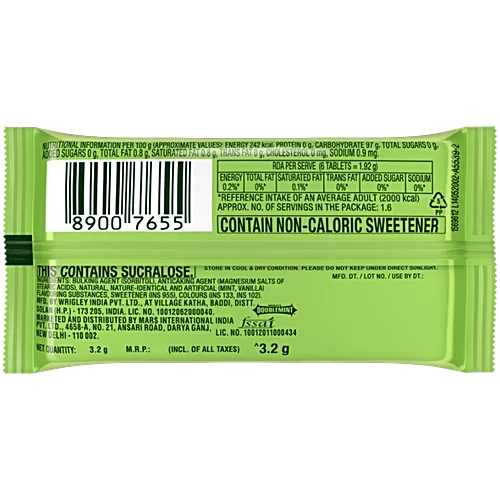 NUTRITIONAL INFORMATION PER 100 g (APPROXIMATE VALUES): ENERGY 242 kcal, PROTEIN 0 g, CARBOHYDRATE 97 g, TOTAL SUGARS 0 g,
ADDED SUGARS 0 g, TOTAL FAT 0.8 g, SATURATED FAT 0.8 g, TRANS FAT 0 g, CHOLESTEROL 0 mg, SODIUM 0.9 mg.
RDA PER SERVE (6 TABLETS = 1.92 g)
ENERGY TOTAL FAT SATURATED FAT TRANS FAT ADDED SUGAR SODIUM
0.2%* 0% 0.1%* 0% 0% 0%
*REFERENCE INTAKE OF AN AVERAGE ADULT (2000 kcal)
APPROX. NO. OF SERVINGS IN THE PACKAGE: 1.6
CONTAIN NON-CALORIC SWEETENER
8900 7655
5
PP
THIS CONTAINS SUCRALOSE.
STORE IN COOL & DRY CONDITION. PLEASE DO NOT KEEP UNDER DIRECT SUNLIGHT.
INGREDIENTS: BULKING AGENT (SORBITOL), ANTICAKING AGENT (MAGNESIUM SALTS OF
STEARIC ACID), NATURAL, NATURE-IDENTICAL AND ARTIFICIAL (MINT, VANILLA)
FLAVOURING SUBSTANCES, SWEETENER (INS 955), COLOURS (INS 133, INS 102).
MFD. BY WRIGLEY INDIA PVT. LTD., AT VILLAGE KATHA, BADDI, DISTT.
SOLAN (H.P.) - 173 205, INDIA. LIC. NO. 10012062000040.
MARKETED AND DISTRIBUTED BY MARS INTERNATIONAL INDIA
PVT. LTD., 4658-A, NO. 21, ANSARI ROAD, DARYA GANJ,
NEW DELHI - 110 002.
M.FD. DT. / LOT NO. / USE BY DT.:
DOUBLEMINT
fssai
LIC. NO. 10012011000434
NET QUANTITY: 3.2 g M.R.P.: (INCL. OF ALL TAXES) ^3.2 g